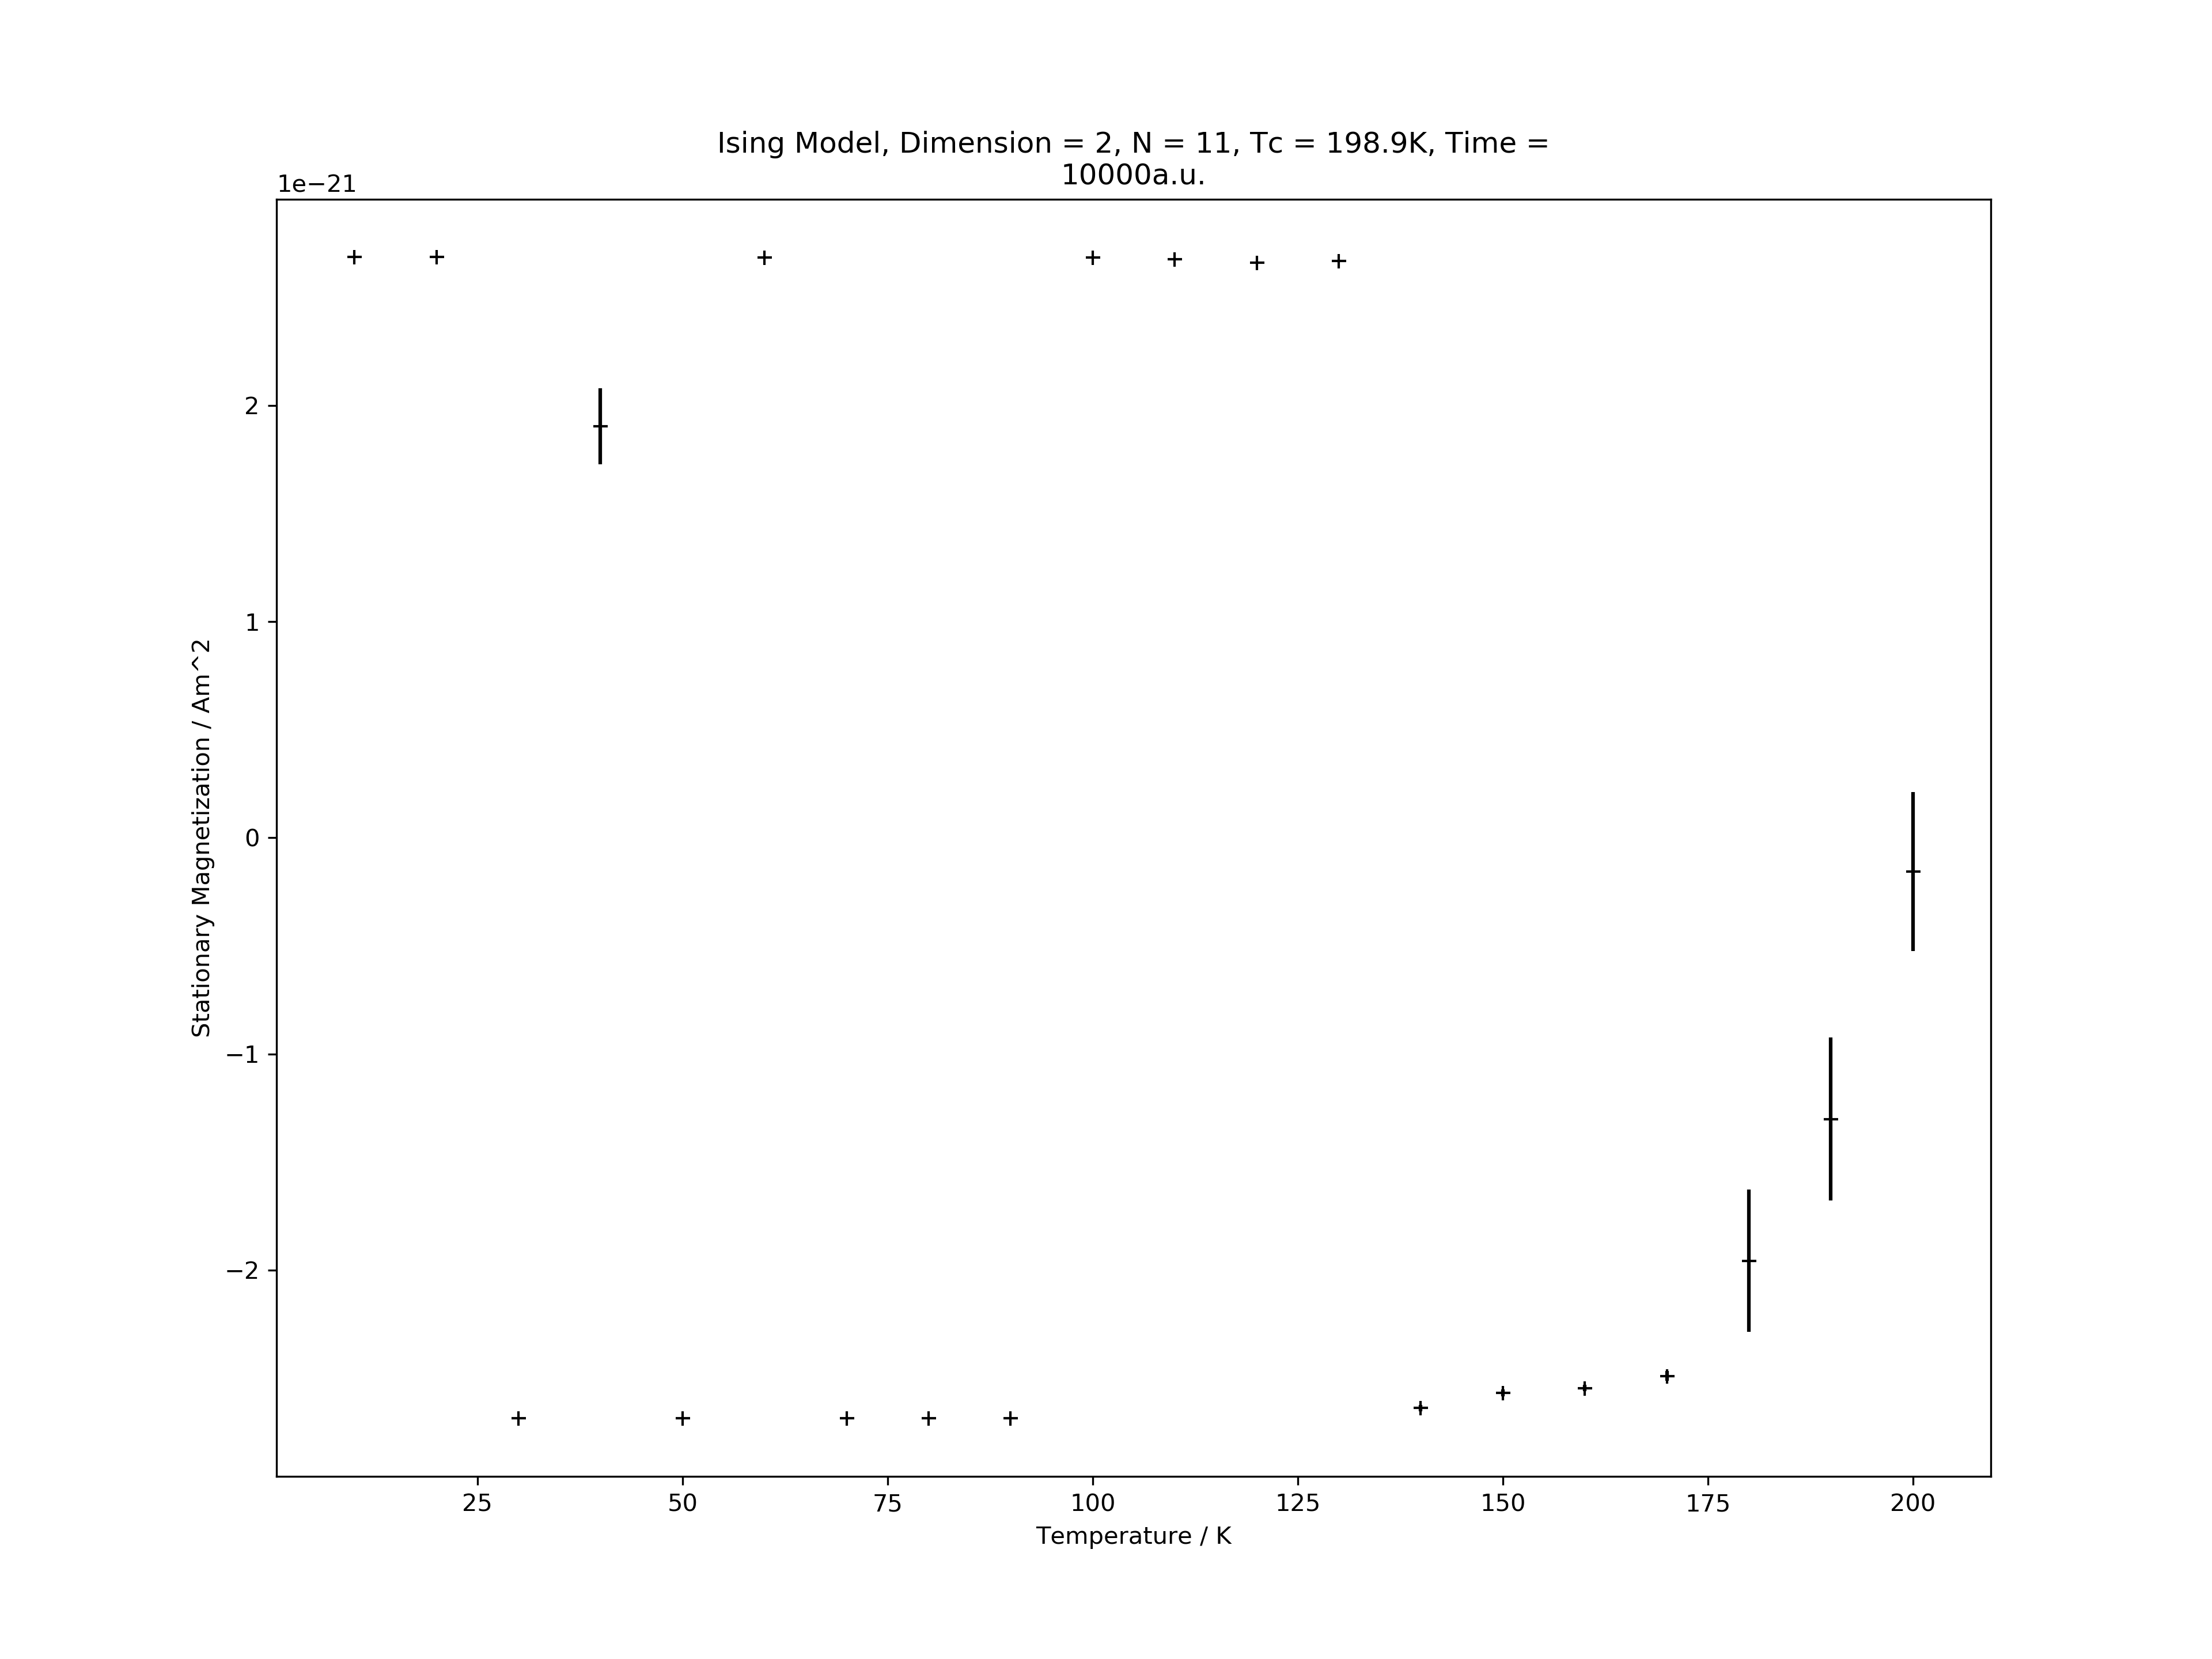 Ising Model, Dimension = 2, N = 11, Tc = 198.9K, Time =
10000a.u.
1e−21
2
1
0
−1
−2
Stationary Magnetization / Am^2
25 50 75 100 125 150 175 200
Temperature / K